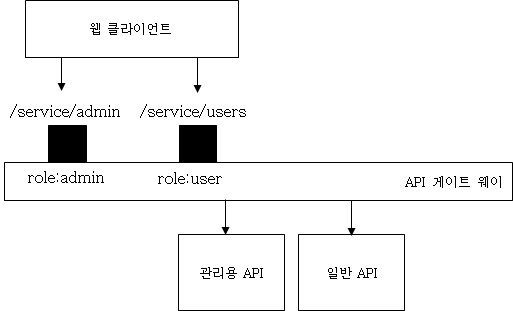 웹 클라이언트
/service/admin /service/users
role:admin role:user
API 게이트 웨이
관리용 API 일반 API